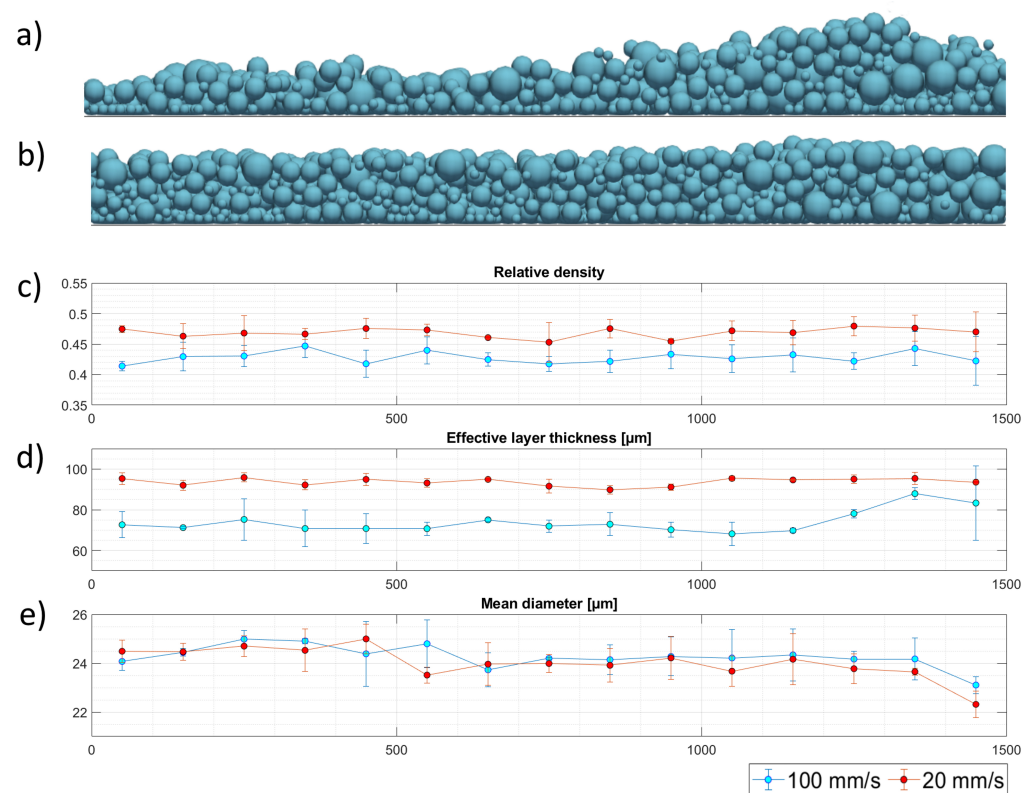 a)
b)
c)
Relative density
0.55
0.5
0.45
0.4
0.35
0
500
1000
1500
d)
Effective layer thickness [µm]
100
80
60
0
500
1000
1500
e)
Mean diameter [µm]
26
24
22
0
500
1000
1500
100 mm/s 20 mm/s